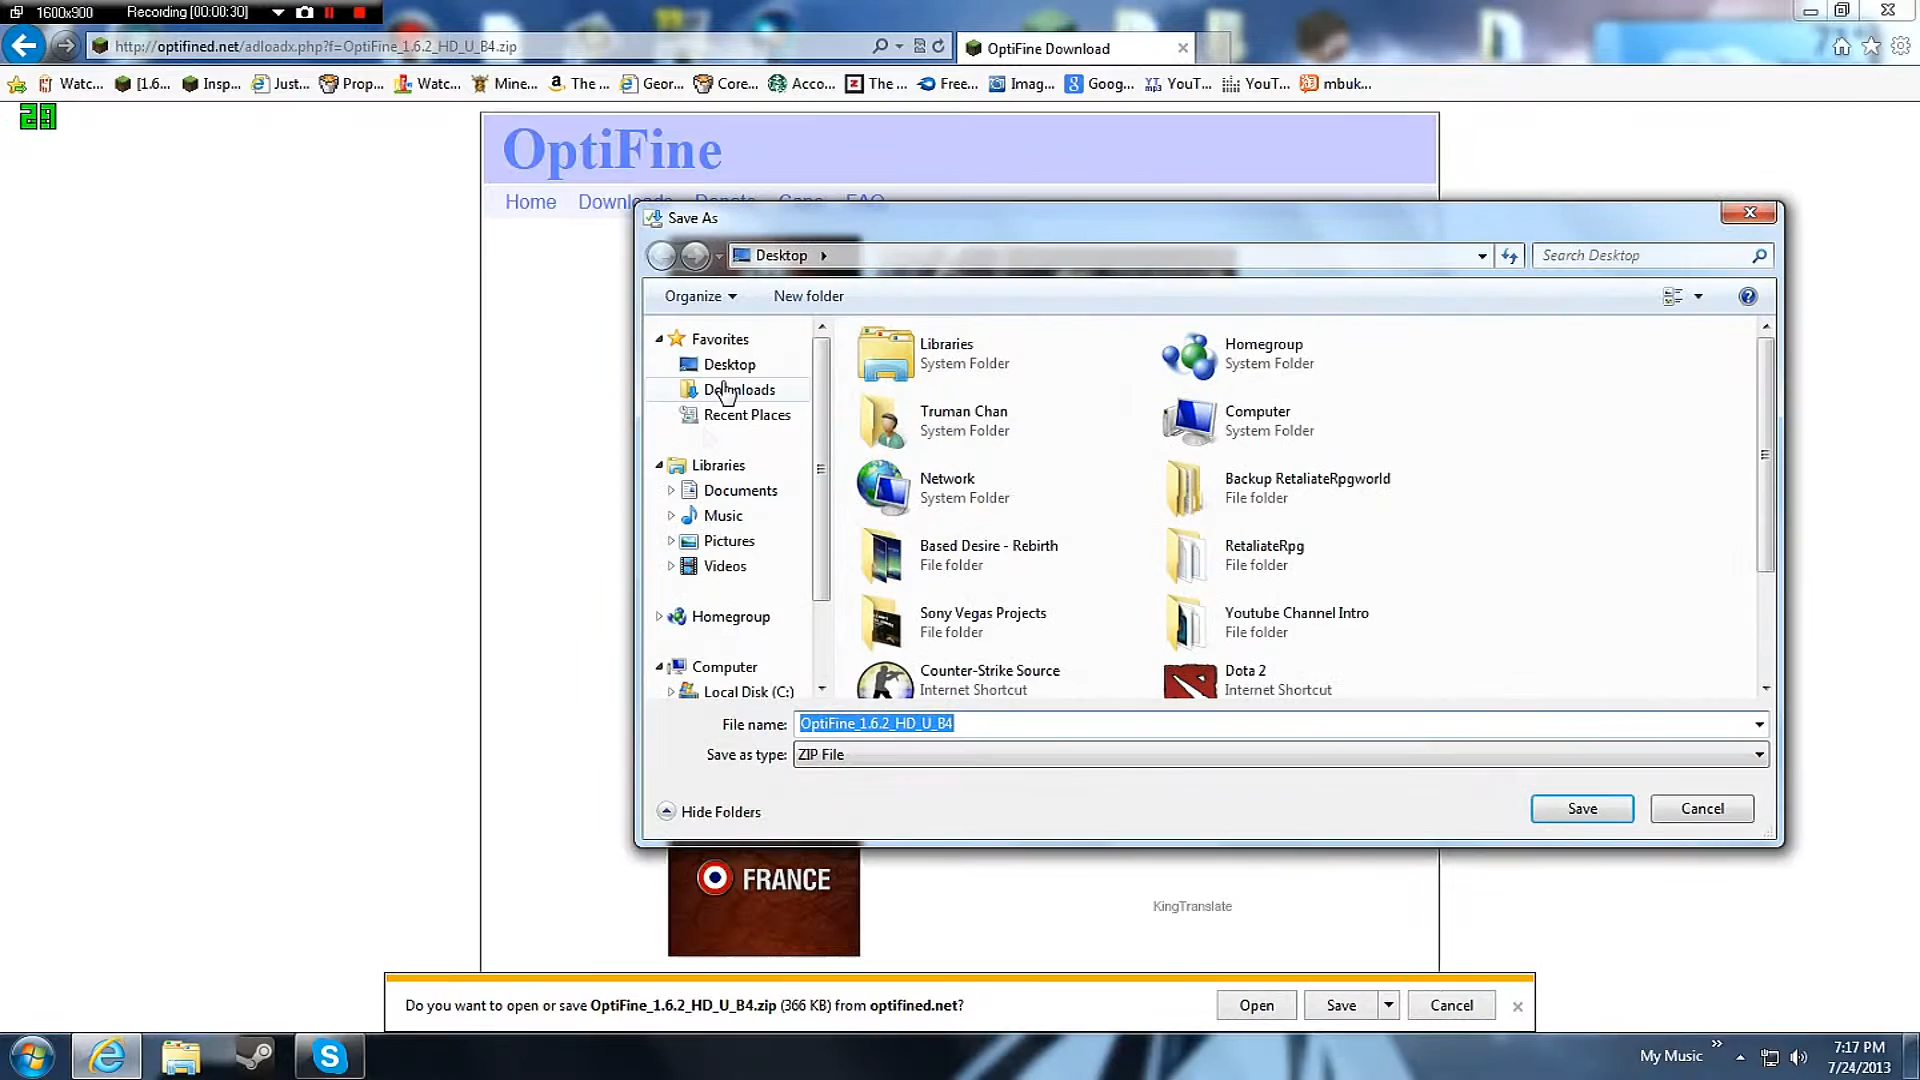 1600x900 Recording [00:00:30]
http://optifined.net/adloadx.php?f=OptiFine_1.6.2_HD_U_B4.zip
OptiFine Download
Watc... [1.6... Insp... Just... Prop... Watc... Mine... The ... Geor... Core... Acco... The ... Free... Imag... Goog... YouT... YouT... mbuk...
29
OptiFine
Home Downloads Donate Cape FAQ
Save As
Desktop
Search Desktop
Organize New folder
Favorites
Desktop
Downloads
Recent Places
Libraries
Documents
Music
Pictures
Videos
Homegroup
Computer
Local Disk (C:)
Libraries
System Folder
Homegroup
System Folder
Truman Chan
System Folder
Computer
System Folder
Network
System Folder
Backup RetaliateRpgworld
File folder
Based Desire - Rebirth
File folder
RetaliateRpg
File folder
Sony Vegas Projects
File folder
Youtube Channel Intro
File folder
Counter-Strike Source
Internet Shortcut
Dota 2
Internet Shortcut
File name: OptiFine_1.6.2_HD_U_B4
Save as type: ZIP File
Hide Folders
Save Cancel
FRANCE
KingTranslate
Do you want to open or save OptiFine_1.6.2_HD_U_B4.zip (366 KB) from optifined.net?
Open Save Cancel
My Music
7:17 PM
7/24/2013